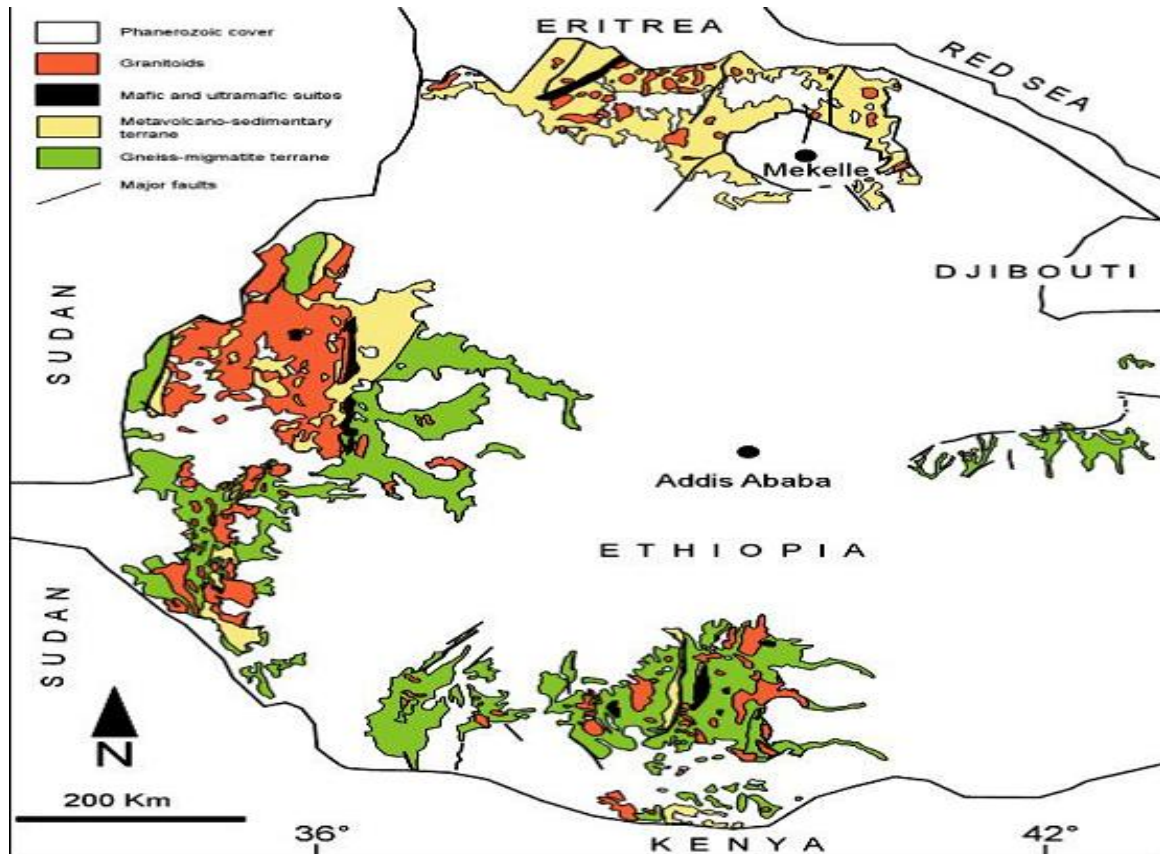 Phanerozoic cover
Granitoids
Mafic and ultramafic suites
Metavolcano-sedimentary
terrane
Gneiss-migmatite terrane
Major faults
ERITREA
RED SEA
Mekelle
DJIBOUTI
SUDAN
Addis Ababa
ETHIOPIA
SUDAN
N
200 Km
36°
KENYA
42°